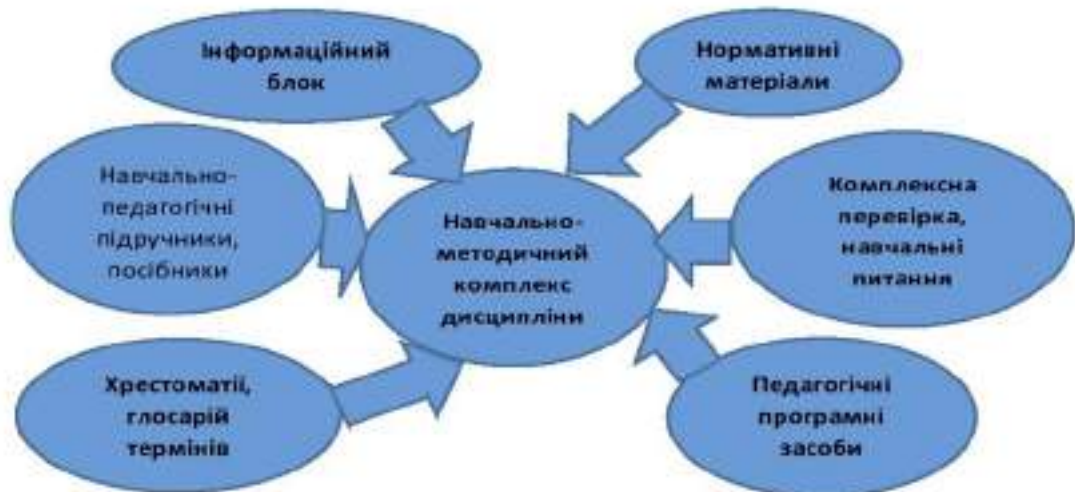 Інформаційний
блок
Нормативні
матеріали
Навчально-
педагогічні
підручники,
посібники
Навчально-
методичний
комплекс
дисципліни
Комплексна
перевірка,
навчальні
питання
Хрестоматії,
глосарій
термінів
Педагогічні
програмні
засоби